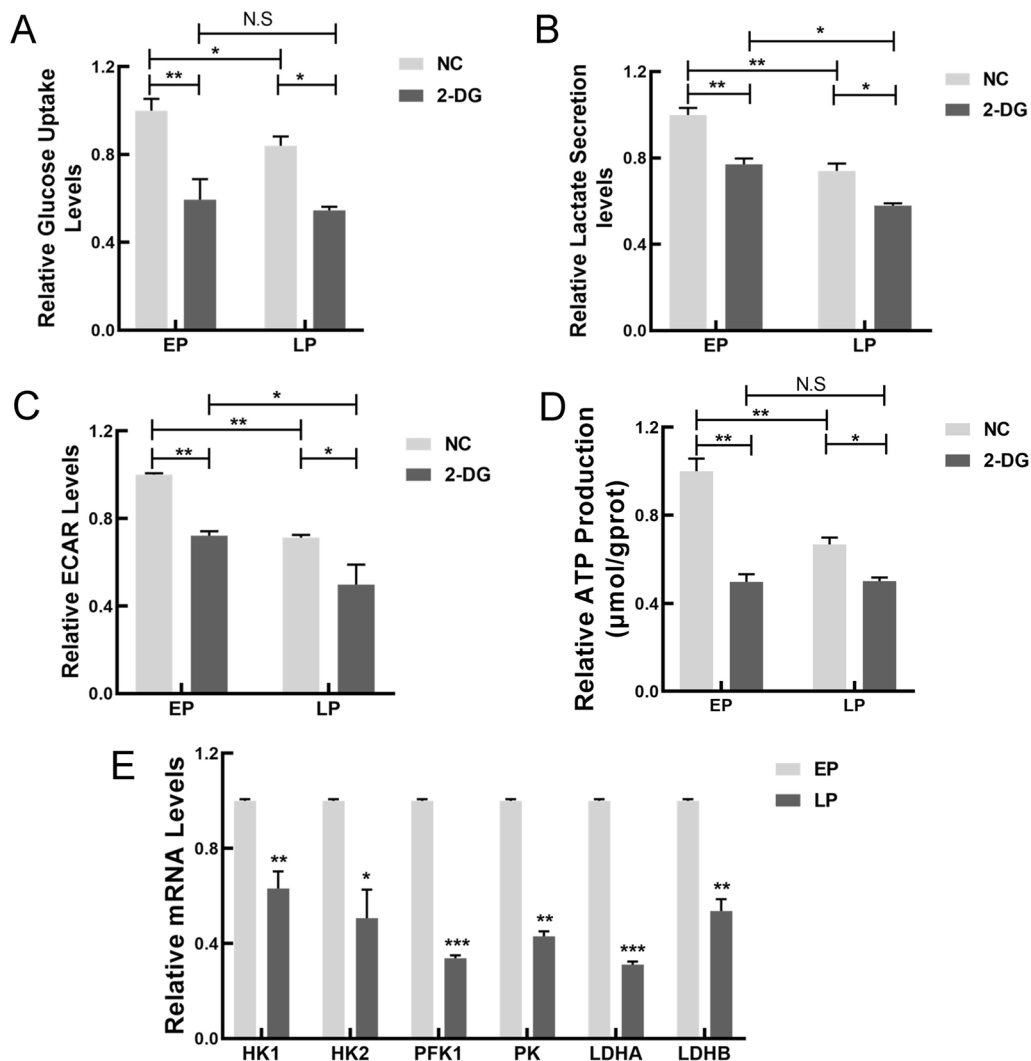 A
N.S
*
*
**
*
NC
2-DG
Relative Glucose Uptake
Levels
1.2
0.8
0.4
0.0
EP
LP
B
*
**
**
*
NC
2-DG
Relative Lactate Secretion
levels
1.2
0.8
0.4
0.0
EP
LP
C
*
**
**
*
NC
2-DG
Relative ECAR Levels
1.2
0.8
0.4
0.0
EP
LP
D
N.S
**
**
*
NC
2-DG
Relative ATP Production
(μmol/gprot)
1.2
0.8
0.4
0.0
EP
LP
E
EP
LP
Relative mRNA Levels
1.2
0.8
0.4
0.0
**
*
***
**
***
**
HK1
HK2
PFK1
PK
LDHA
LDHB